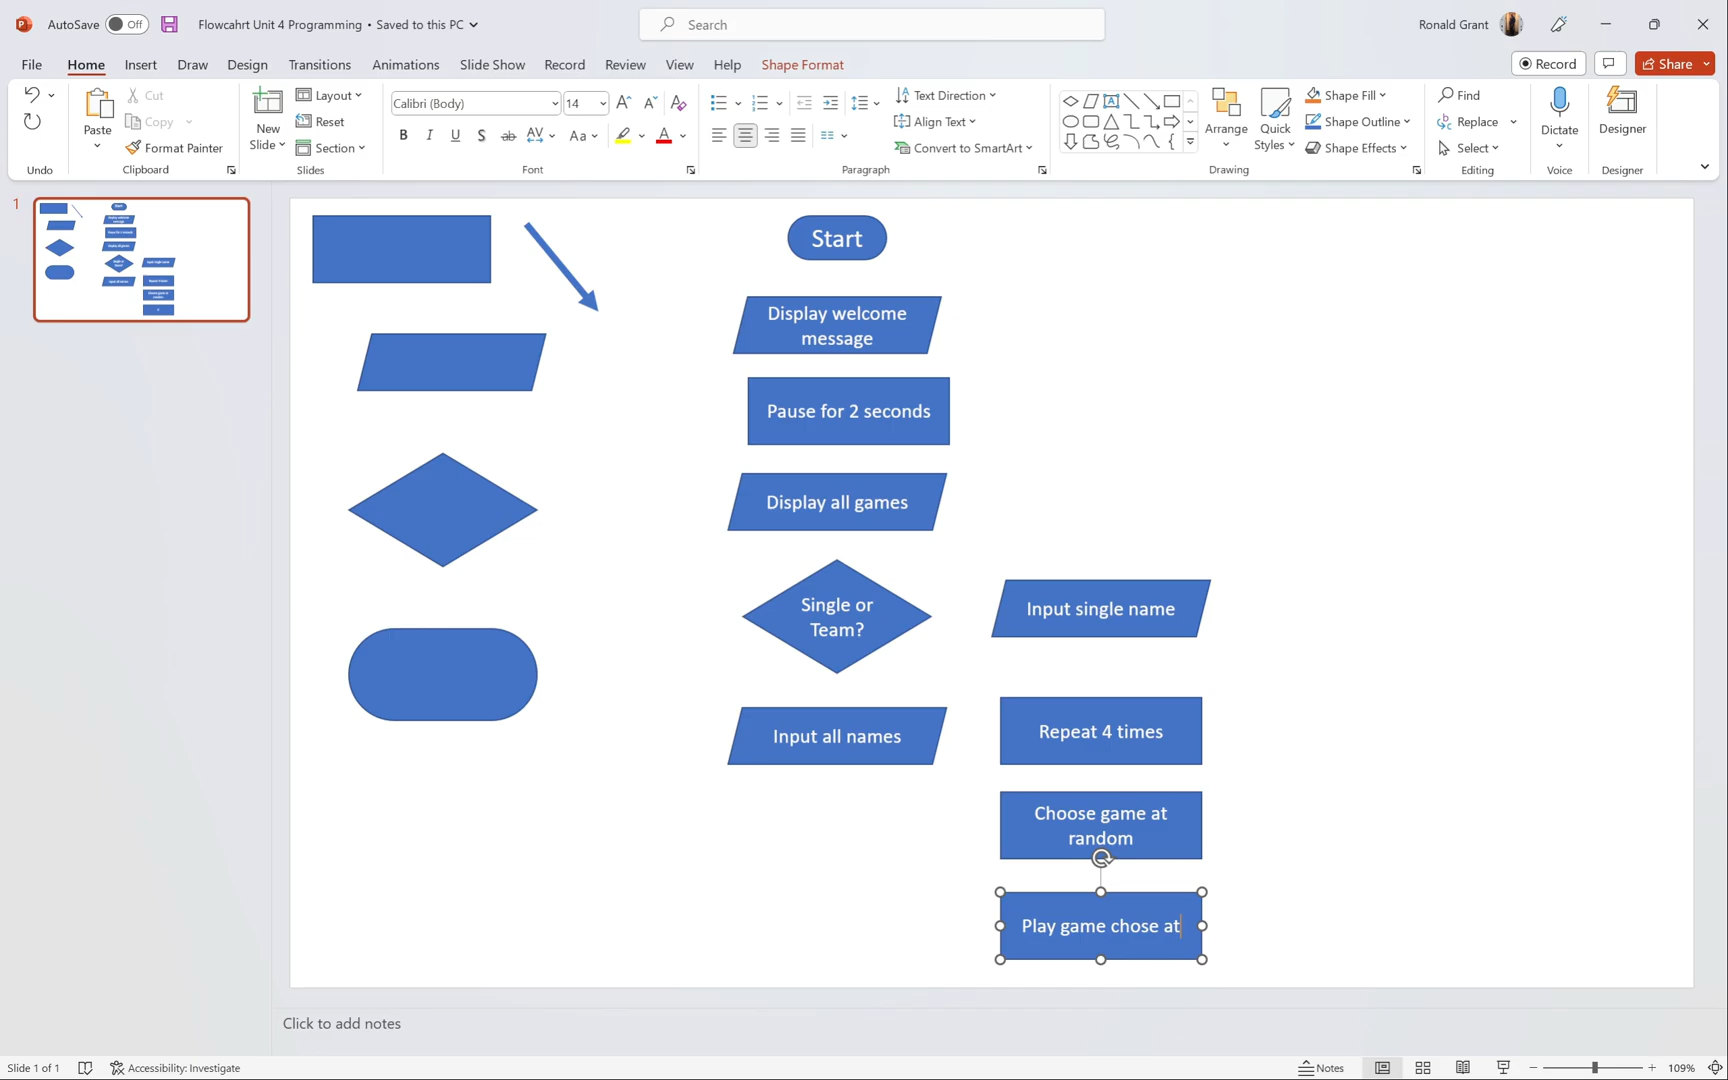 AutoSave Off Flowcahrt Unit 4 Programming • Saved to this PC Search Ronald Grant
File Home Insert Draw Design Transitions Animations Slide Show Record Review View Help Shape Format Record Share
Undo
Paste
Cut
Copy
Format Painter
Clipboard
New
Slide
Layout
Reset
Section
Slides
Calibri (Body) 14
B I U S ab AV Aa A
Font
Text Direction
Align Text
Convert to SmartArt
Paragraph
Arrange
Quick
Styles
Shape Fill
Shape Outline
Shape Effects
Drawing
Find
Replace
Select
Editing
Dictate
Voice
Designer
Designer
1
Start
Display welcome
message
Pause for 2 seconds
Display all games
Single or
Team?
Input single name
Input all names
Repeat 4 times
Choose game at
random
Play game chose at
Click to add notes
Slide 1 of 1 Accessibility: Investigate Notes 109%